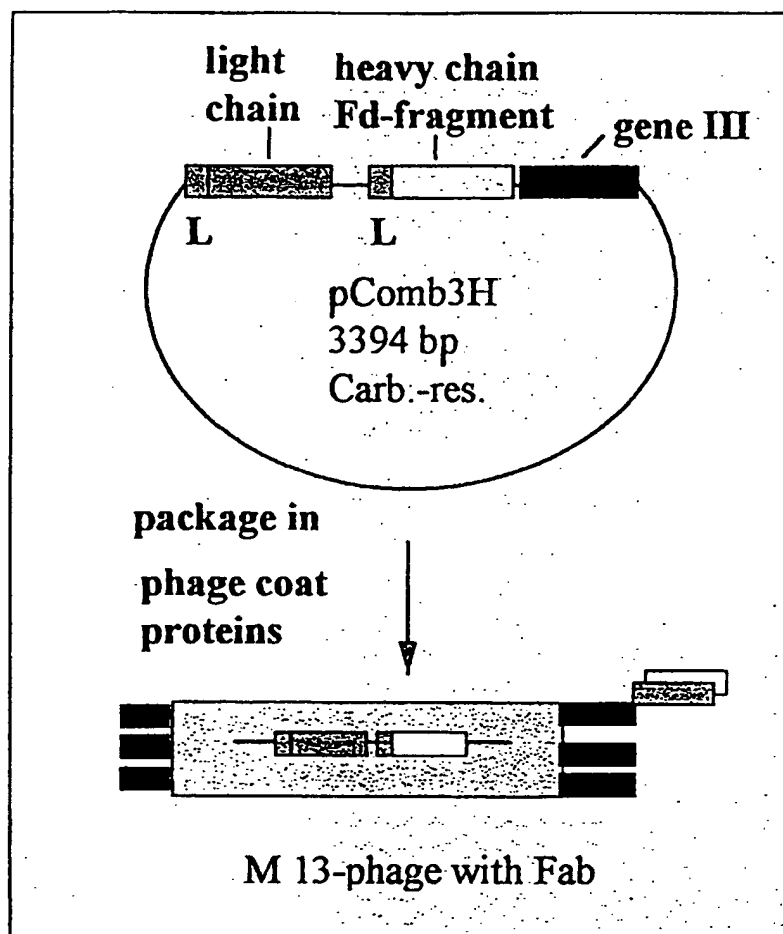 light
chain
heavy chain
Fd-fragment
gene III
L
L
pComb3H
3394 bp
Carb.-res.
package in
phage coat
proteins
M 13-phage with Fab